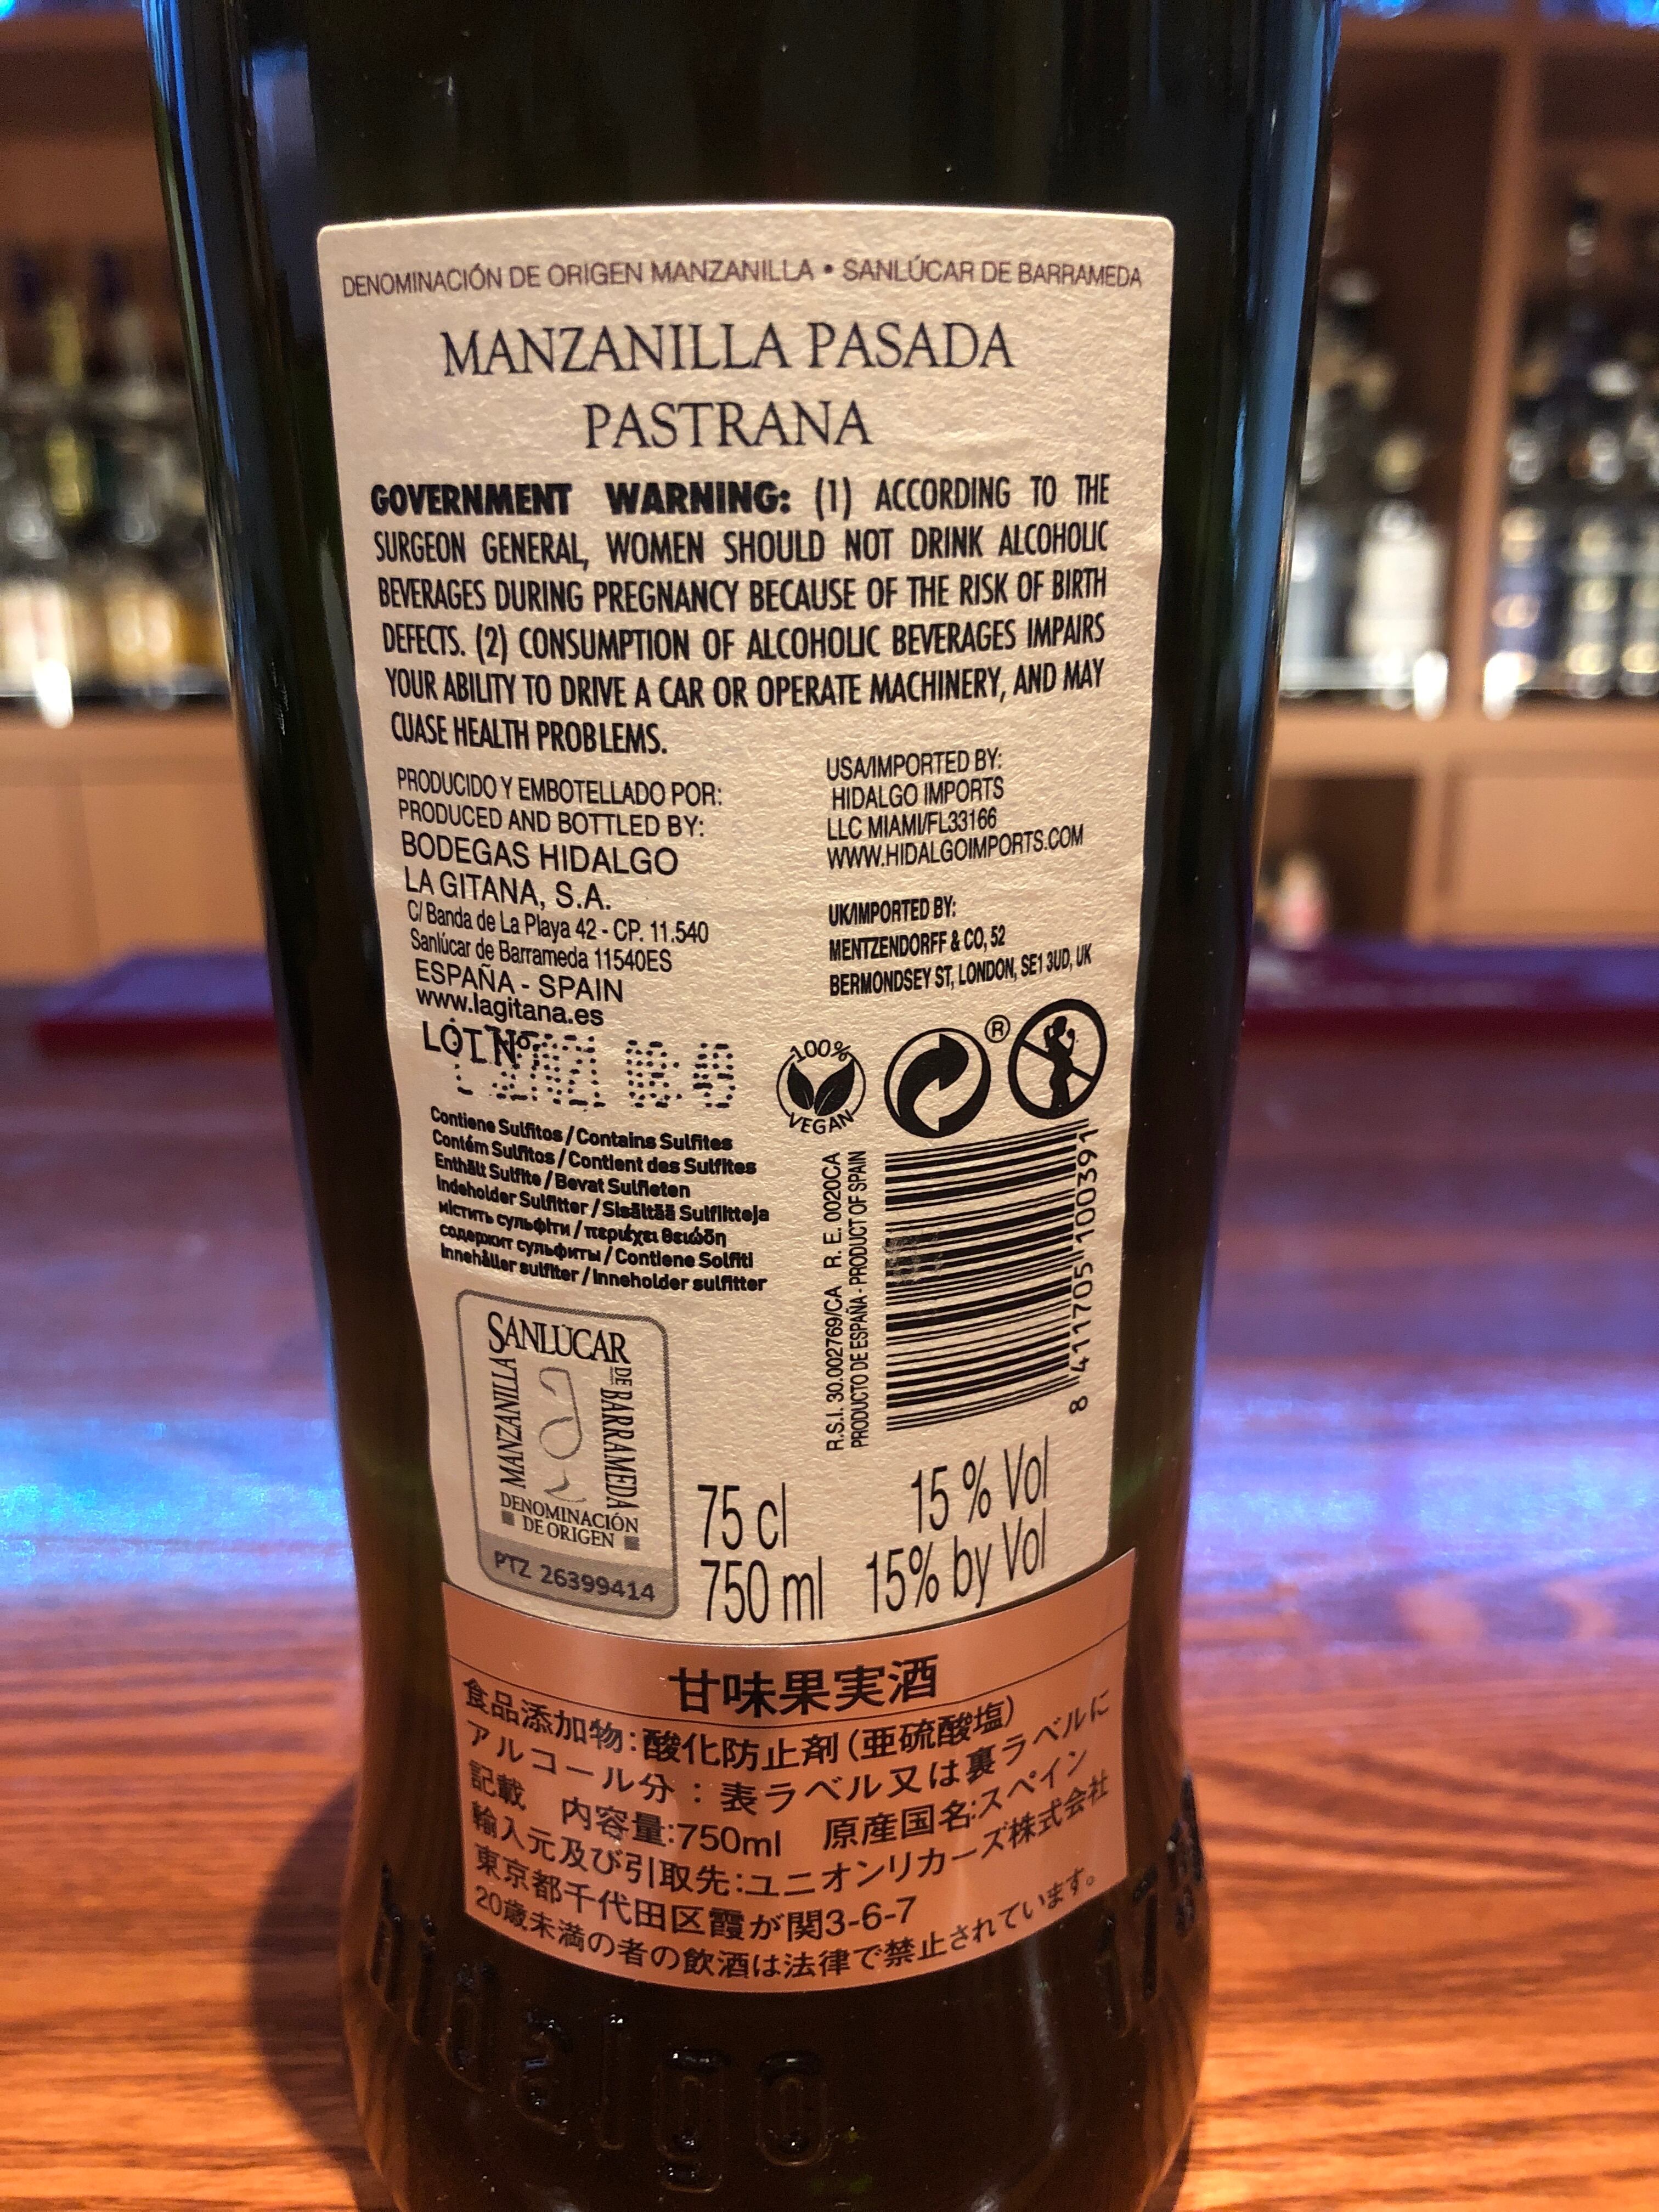 DENOMINACIÓN DE ORIGEN MANZANILLA • SANLÚCAR DE BARRAMEDA
MANZANILLA PASADA
PASTRANA
GOVERNMENT WARNING: (1) ACCORDING TO THE
SURGEON GENERAL, WOMEN SHOULD NOT DRINK ALCOHOLIC
BEVERAGES DURING PREGNANCY BECAUSE OF THE RISK OF BIRTH
DEFECTS. (2) CONSUMPTION OF ALCOHOLIC BEVERAGES IMPAIRS
YOUR ABILITY TO DRIVE A CAR OR OPERATE MACHINERY, AND MAY
CUASE HEALTH PROBLEMS.
PRODUCIDO Y EMBOTELLADO POR:
PRODUCED AND BOTTLED BY:
BODEGAS HIDALGO
LA GITANA, S.A.
C/ Banda de La Playa 42 - CP. 11.540
Sanlúcar de Barrameda 11540ES
ESPAÑA - SPAIN
www.lagitana.es
LOT Nº
USA/IMPORTED BY:
HIDALGO IMPORTS
LLC MIAMI/FL33166
WWW.HIDALGOIMPORTS.COM
UK/IMPORTED BY:
MENTZENDORFF & CO, 52
BERMONDSEY ST, LONDON, SE1 3UD, UK
100%
VEGAN
®
Contiene Sulfitos / Contains Sulfites
Contém Sulfitos / Contient des Sulfites
Enthält Sulfite / Bevat Sulfieten
Indeholder Sulfitter / Sisältää Sulfiitteja
містить сульфіти / περιέχει θειώδη
содержит сульфиты / Contiene Solfiti
Innehåller sulfiter / Inneholder sulfitter
R.S.I. 30.002769/CA R. E. 0020CA
PRODUCTO DE ESPAÑA - PRODUCT OF SPAIN
8 411705 100391
SANLÚCAR
MANZANILLA
DE BARRAMEDA
DENOMINACIÓN
DE ORIGEN
PTZ 26399414
75 cl 15 % Vol
750 ml 15% by Vol
甘味果実酒
食品添加物:酸化防止剤(亜硫酸塩)
アルコール分:表ラベル又は裏ラベルに
記載 内容量:750ml 原産国名:スペイン
輸入元及び引取先:ユニオンリカーズ株式会社
東京都千代田区霞が関3-6-7
20歳未満の者の飲酒は法律で禁止されています。
hidalgo